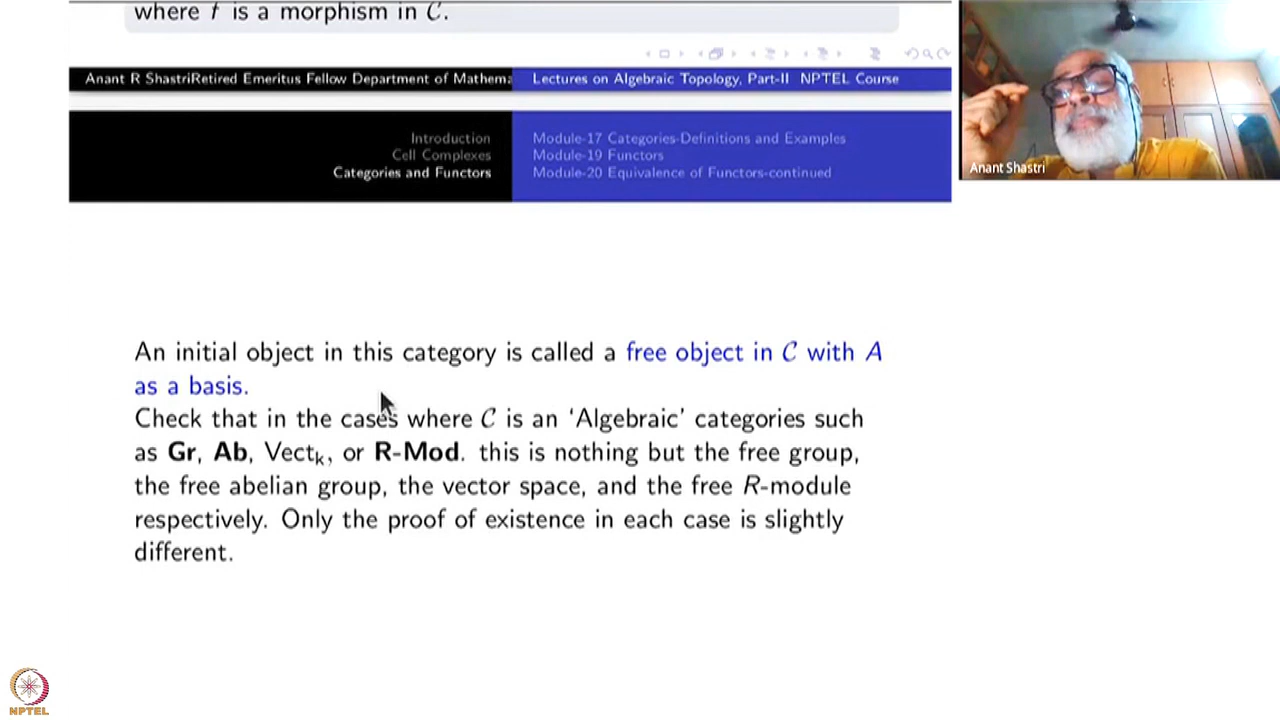 where f is a morphism in 𝒞.
Anant R ShastriRetired Emeritus Fellow Department of Mathema
Lectures on Algebraic Topology, Part-II NPTEL Course
Introduction
Cell Complexes
Categories and Functors
Module-17 Categories-Definitions and Examples
Module-19 Functors
Module-20 Equivalence of Functors-continued
Anant Shastri
An initial object in this category is called a free object in 𝒞 with A
as a basis.
Check that in the cases where 𝒞 is an ‘Algebraic’ categories such
as Gr, Ab, Vectₖ, or R-Mod. this is nothing but the free group,
the free abelian group, the vector space, and the free R-module
respectively. Only the proof of existence in each case is slightly
different.
NPTEL